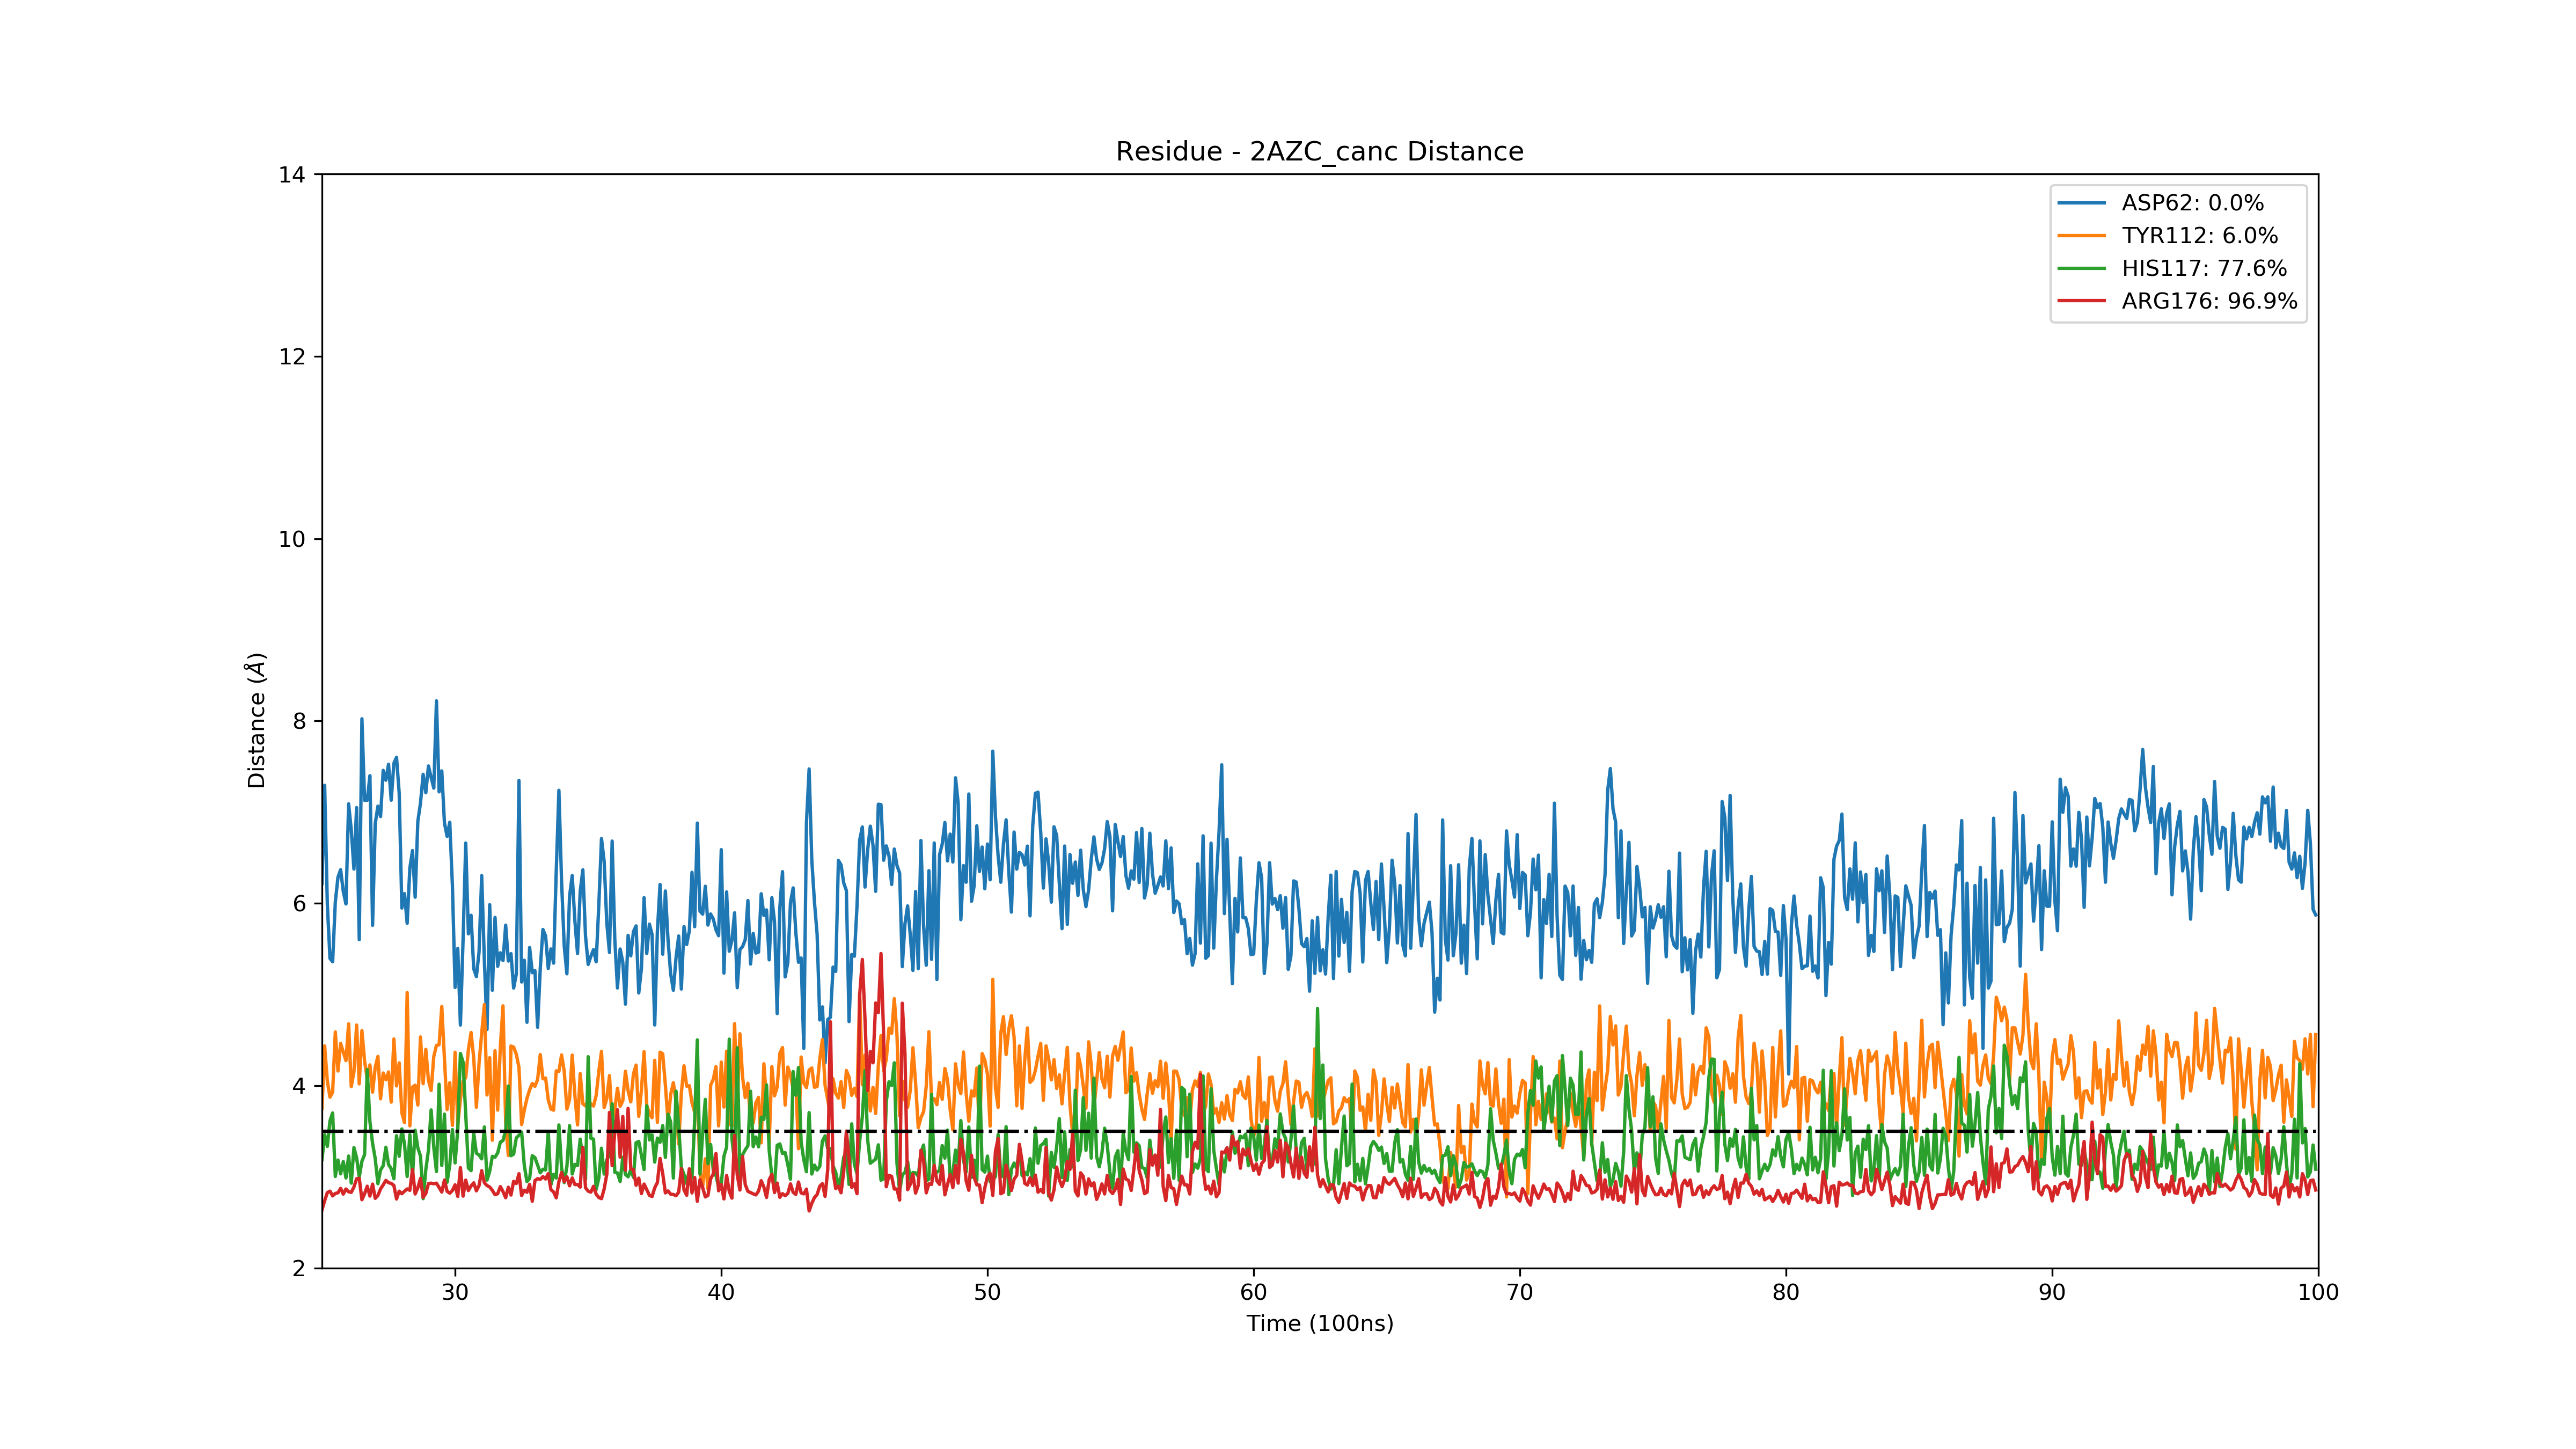 Residue - 2AZC_canc Distance
14
12
10
8
6
4
2
Distance (Å)
ASP62: 0.0%
TYR112: 6.0%
HIS117: 77.6%
ARG176: 96.9%
30 40 50 60 70 80 90 100
Time (100ns)